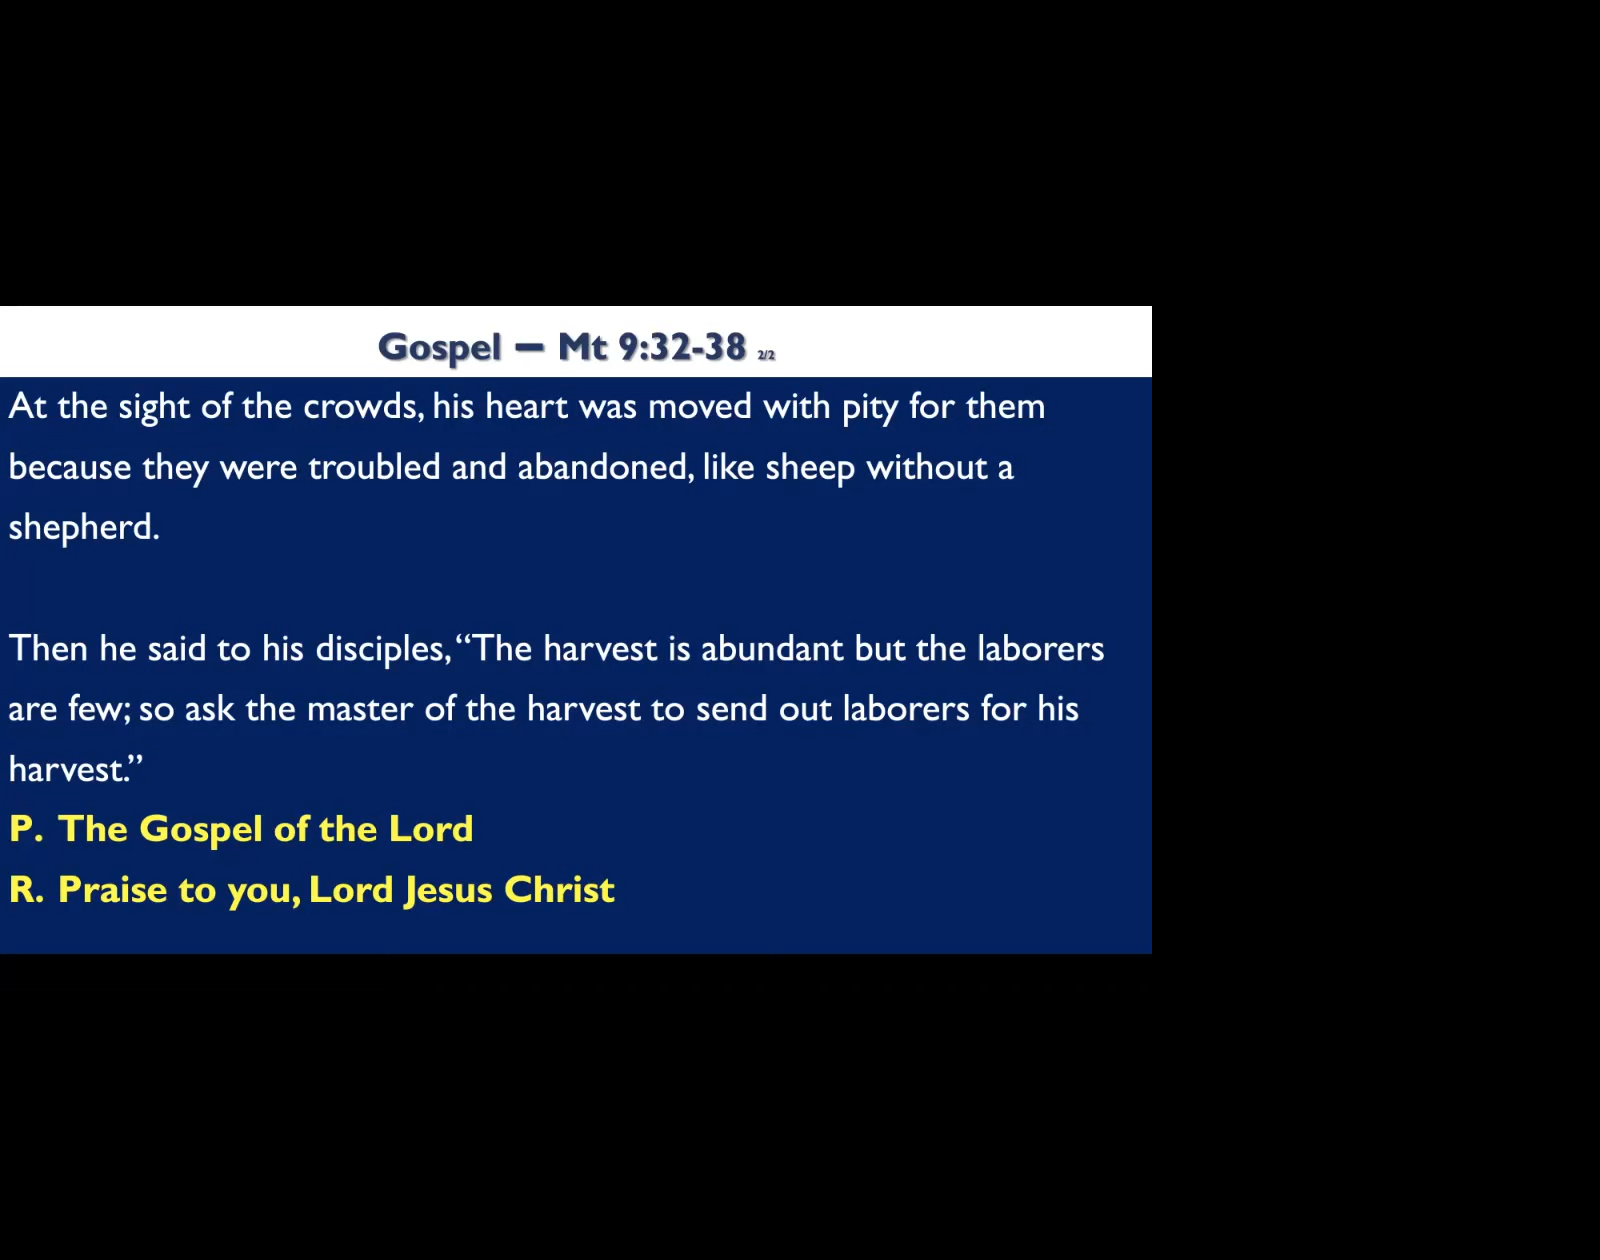 Gospel — Mt 9:32-38 2/2
At the sight of the crowds, his heart was moved with pity for them
because they were troubled and abandoned, like sheep without a
shepherd.
Then he said to his disciples, “The harvest is abundant but the laborers
are few; so ask the master of the harvest to send out laborers for his
harvest.”
P. The Gospel of the Lord
R. Praise to you, Lord Jesus Christ